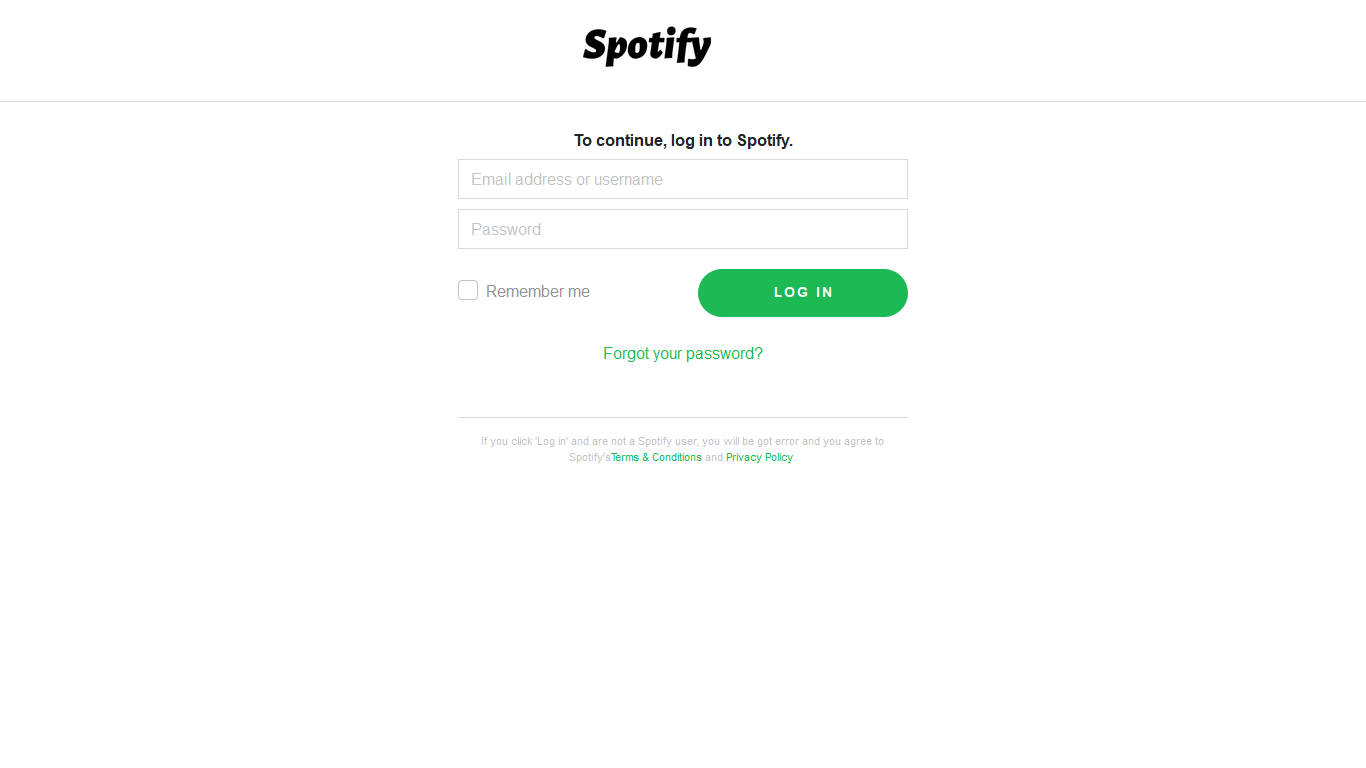 Spotify
To continue, log in to Spotify.
Email address or username
Password
Remember me
LOG IN
Forgot your password?
If you click 'Log in' and are not a Spotify user, you will be got error and you agree to
Spotify'sTerms & Conditions and Privacy Policy.